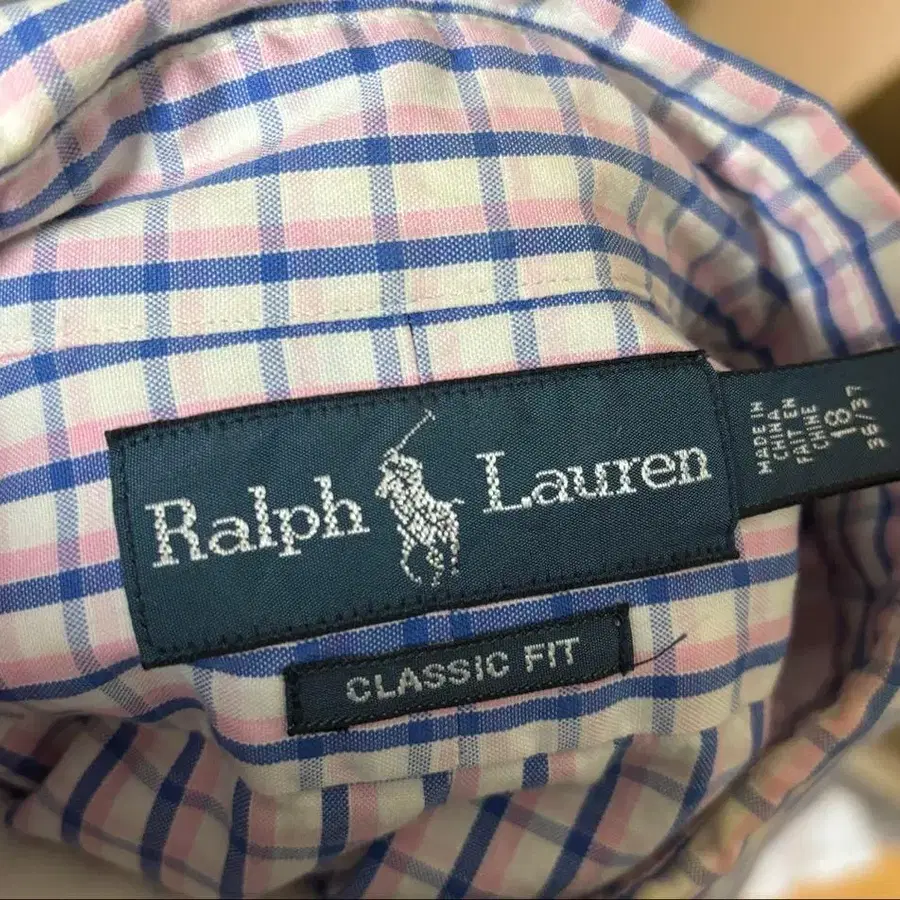 Ralph Lauren
CLASSIC FIT
MADE IN
CHINA
FAIT EN
CHINE
18
36/37